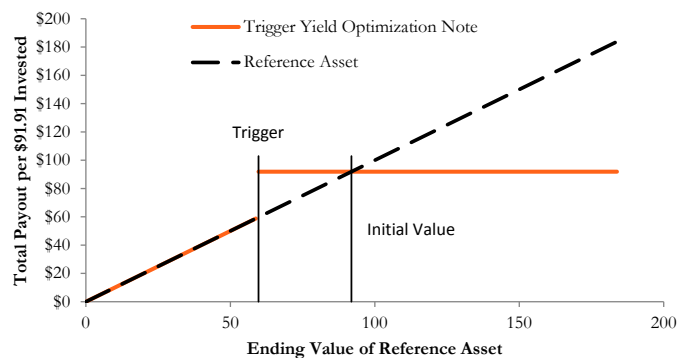 $200
$180
$160
$140
$120
$100
$80
$60
$40
$20
$0
Total Payout per $91.91 Invested
Trigger Yield Optimization Note
Reference Asset
Trigger
Initial Value
0
50
100
150
200
Ending Value of Reference Asset